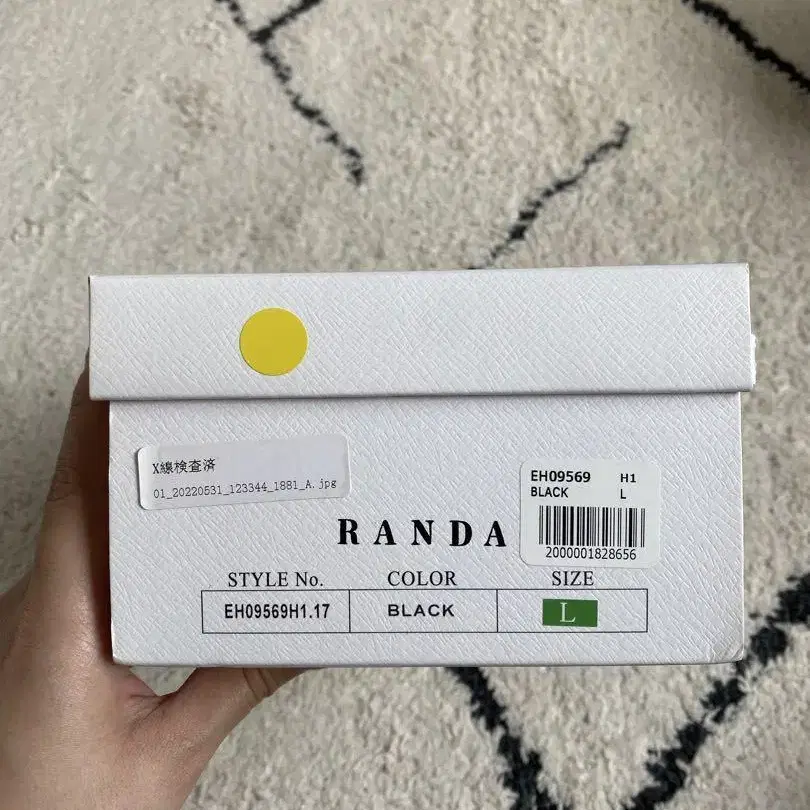 X線検査済
01_20220531_123344_1881_A.jpg
EH09569 H1
BLACK L
2000001828656
RANDA
STYLE No. COLOR SIZE
EH09569H1.17 BLACK L